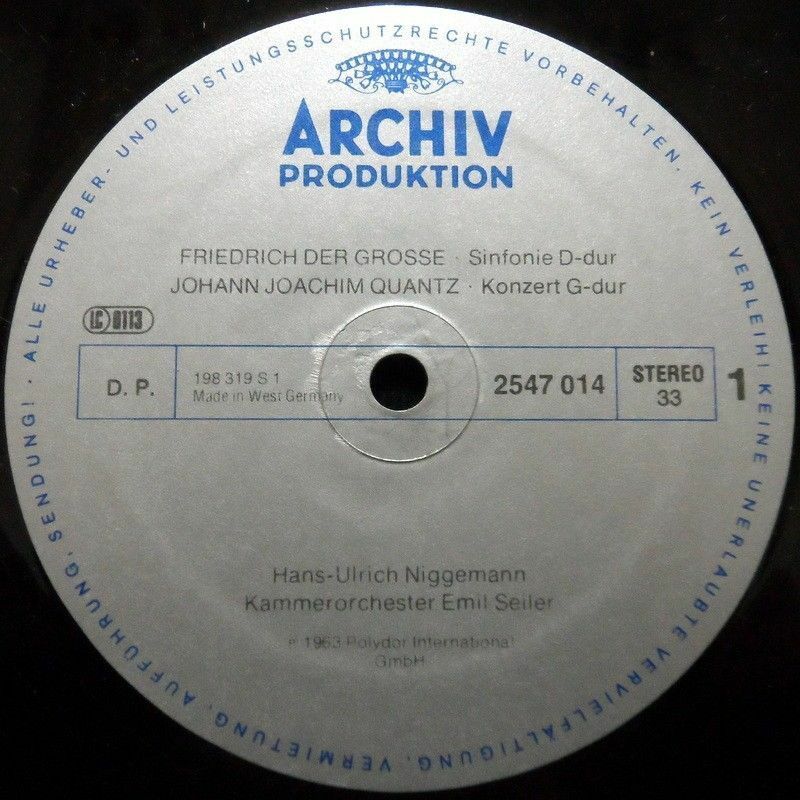 ALLE URHEBER- UND LEISTUNGSSCHUTZRECHTE VORBEHALTEN, KEIN VERLEIH! KEINE UNERLAUBTE VERVIELFÄLTIGUNG, VERMIETUNG, AUFFÜHRUNG, SENDUNG! ·
ARCHIV
PRODUKTION
FRIEDRICH DER GROSSE · Sinfonie D-dur
JOHANN JOACHIM QUANTZ · Konzert G-dur
LC 0113
D. P.
198 319 S 1
Made in West Germany
2547 014
STEREO
33
1
Hans-Ulrich Niggemann
Kammerorchester Emil Seiler
℗ 1963 Polydor International
GmbH